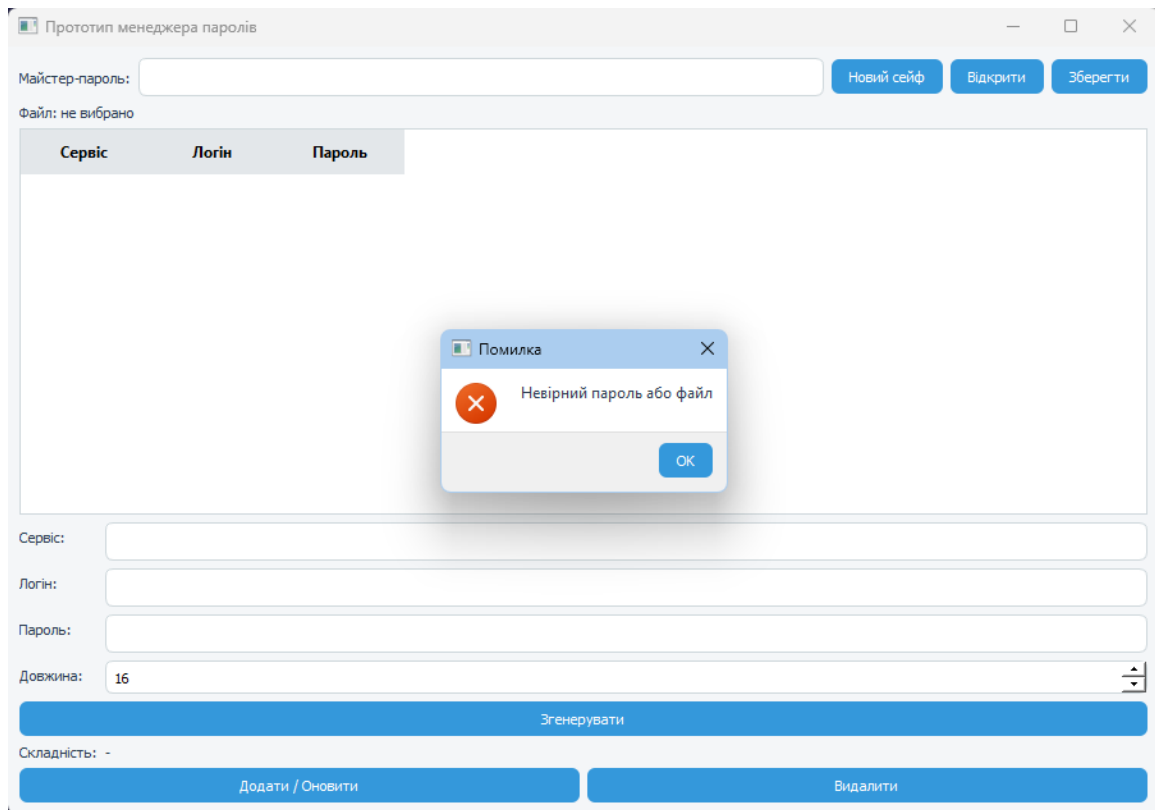 Прототип менеджера паролів
Майстер-пароль: Новий сейф Відкрити Зберегти
Файл: не вибрано
Сервіс Логін Пароль
Помилка
Невірний пароль або файл
OK
Сервіс:
Логін:
Пароль:
Довжина: 16
Згенерувати
Складність: -
Додати / Оновити Видалити